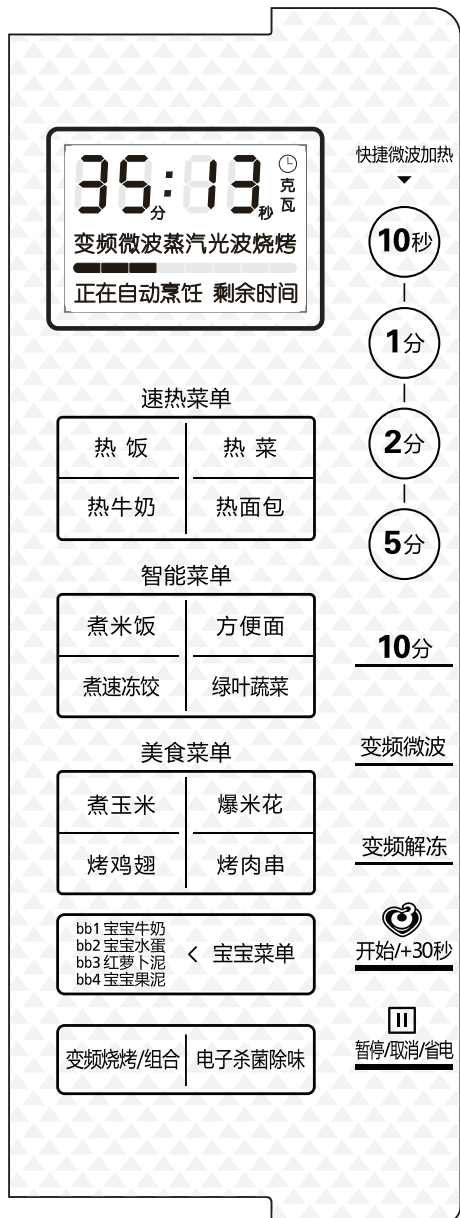 35:13
分
秒
克
瓦
变频微波蒸汽光波烧烤
正在自动烹饪 剩余时间
快捷微波加热
10秒
1分
2分
5分
10分
变频微波
变频解冻
开始/+30秒
暂停/取消/省电
速热菜单
热 饭
热 菜
热牛奶
热面包
智能菜单
煮米饭
方便面
煮速冻饺
绿叶蔬菜
美食菜单
煮玉米
爆米花
烤鸡翅
烤肉串
bb1 宝宝牛奶
bb2 宝宝水蛋
bb3 红萝卜泥
bb4 宝宝果泥
< 宝宝菜单
变频烧烤/组合
电子杀菌除味